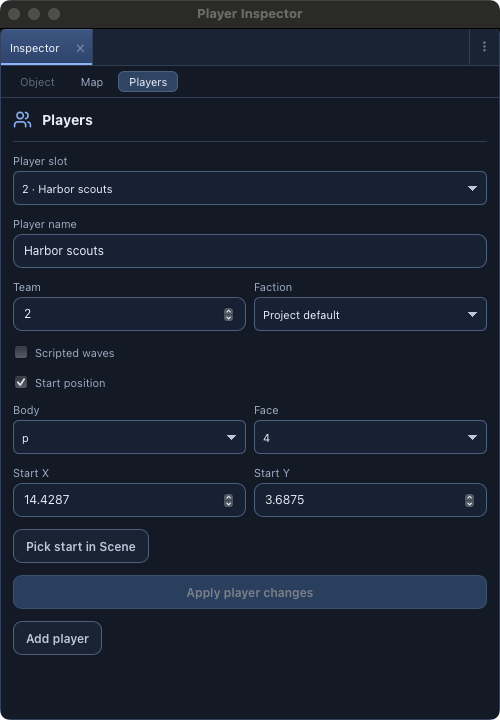 Player Inspector
Inspector
Object Map Players
Players
Player slot
2 · Harbor scouts
Player name
Harbor scouts
Team Faction
2 Project default
Scripted waves
Start position
Body Face
p 4
Start X Start Y
14.4287 3.6875
Pick start in Scene
Apply player changes
Add player